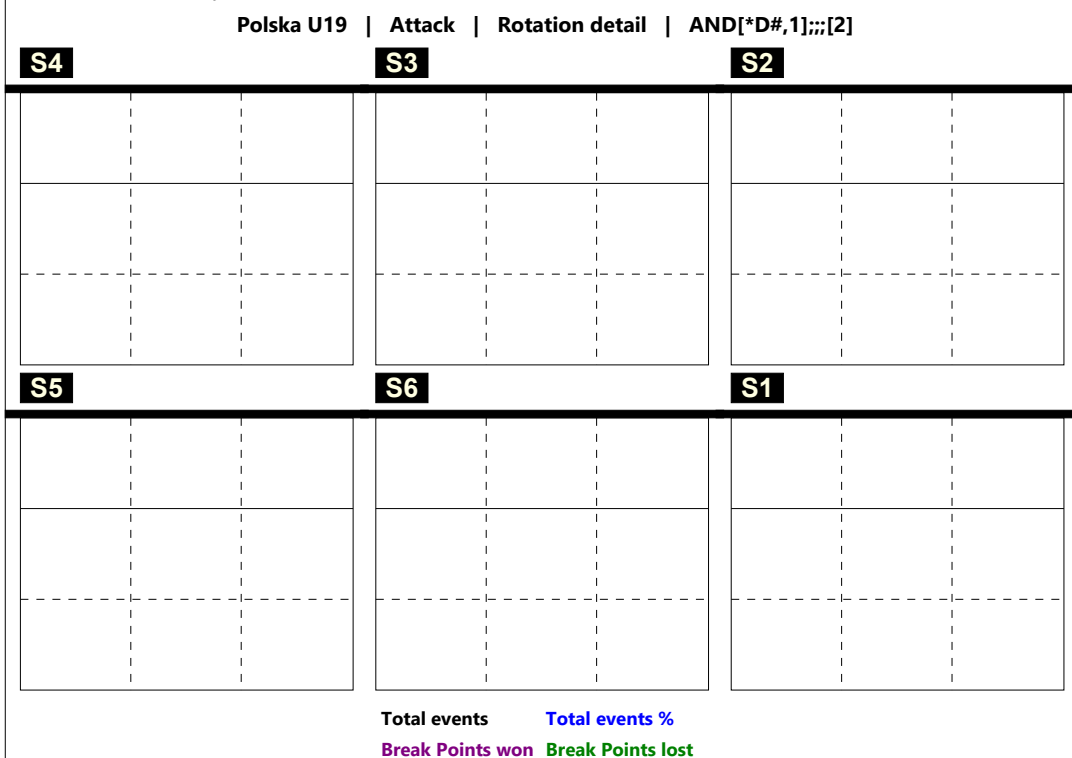 Polska U19 | Attack | Rotation detail | AND[*D#,1];;;[2]
S4 S3 S2
S5 S6 S1
Total events Total events %
Break Points won Break Points lost